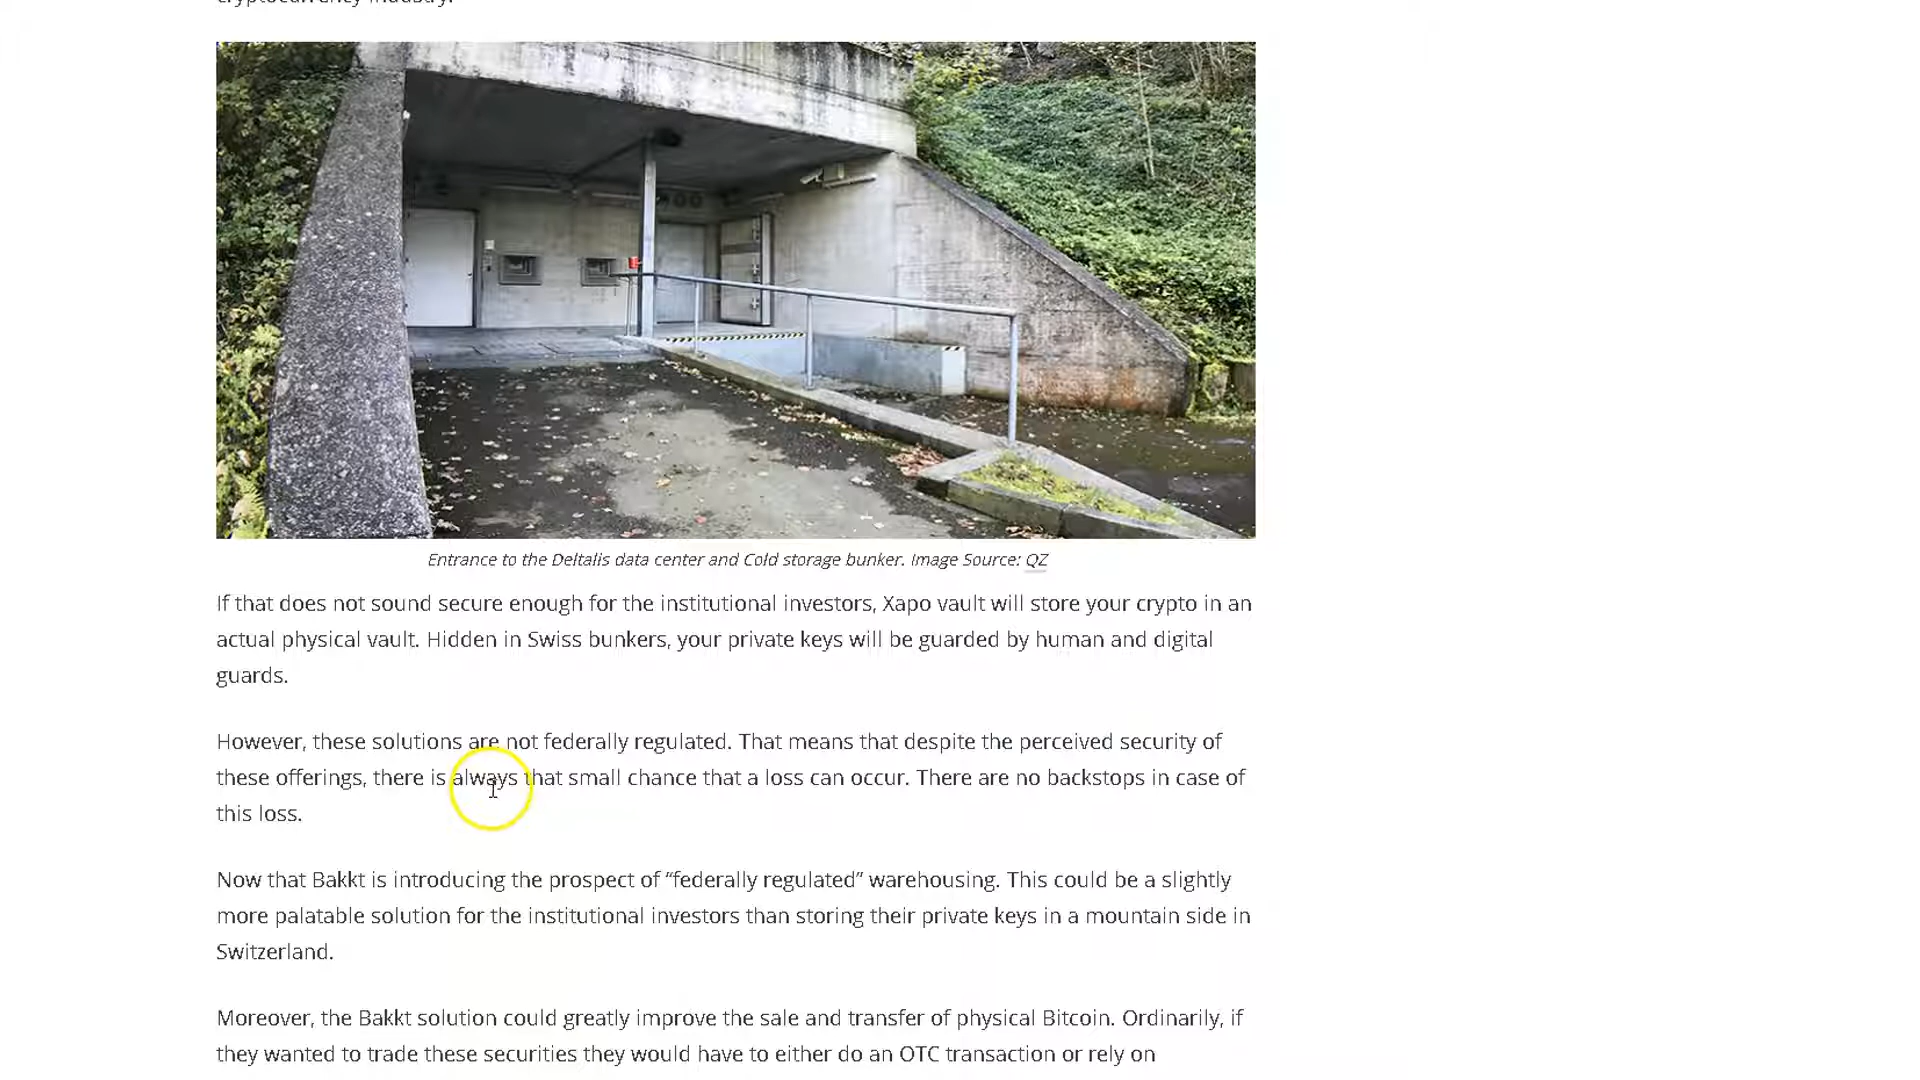 cryptocurrency industry.
Entrance to the Deltalis data center and Cold storage bunker. Image Source: QZ
If that does not sound secure enough for the institutional investors, Xapo vault will store your crypto in an
actual physical vault. Hidden in Swiss bunkers, your private keys will be guarded by human and digital
guards.
However, these solutions are not federally regulated. That means that despite the perceived security of
these offerings, there is always that small chance that a loss can occur. There are no backstops in case of
this loss.
Now that Bakkt is introducing the prospect of “federally regulated” warehousing. This could be a slightly
more palatable solution for the institutional investors than storing their private keys in a mountain side in
Switzerland.
Moreover, the Bakkt solution could greatly improve the sale and transfer of physical Bitcoin. Ordinarily, if
they wanted to trade these securities they would have to either do an OTC transaction or rely on